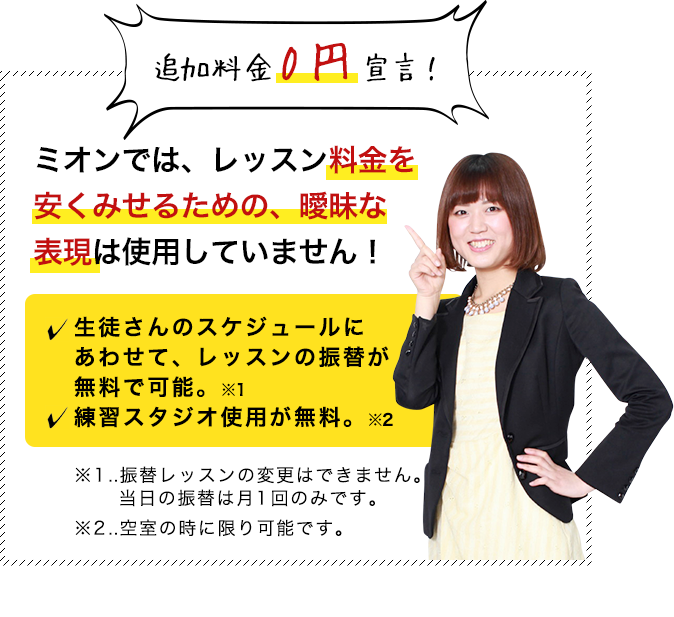 追加料金0円宣言！
ミオンでは、レッスン料金を
安くみせるための、曖昧な
表現は使用していません！
生徒さんのスケジュールに
あわせて、レッスンの振替が
無料で可能。※1
練習スタジオ使用が無料。※2
※1..振替レッスンの変更はできません。
当日の振替は月1回のみです。
※2..空室の時に限り可能です。